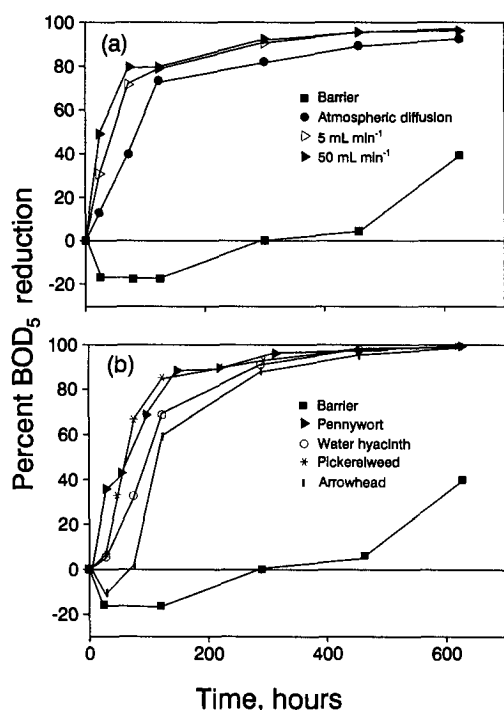 Percent BOD5 reduction
(a)
100
80
60
40
20
0
-20
Barrier
Atmospheric diffusion
5 mL min-1
50 mL min-1
(b)
100
80
60
40
20
0
-20
Barrier
Pennywort
Water hyacinth
Pickerelweed
Arrowhead
0 200 400 600
Time, hours